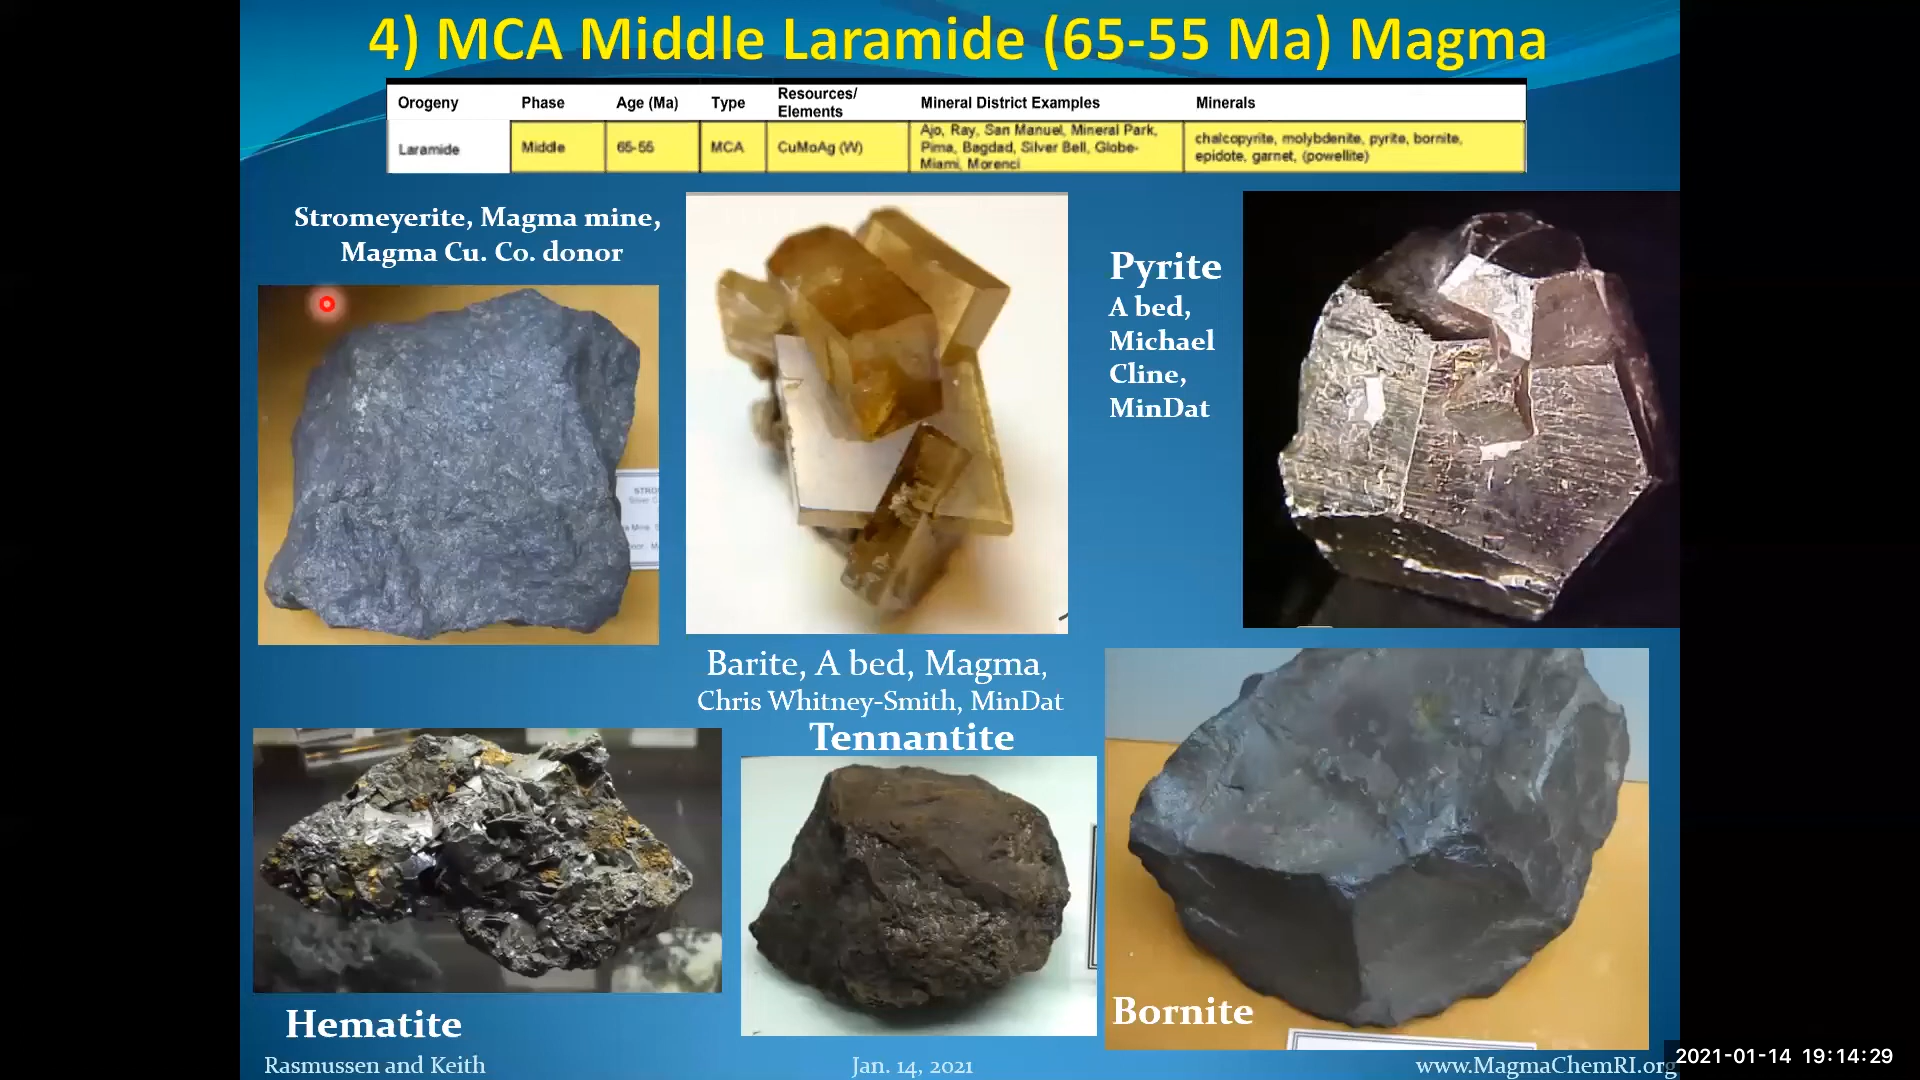 4) MCA Middle Laramide (65-55 Ma) Magma
Orogeny Phase Age (Ma) Type Resources/ Elements Mineral District Examples Minerals
Laramide Middle 65-55 MCA CuMoAg (W)
Ajo, Ray, San Manuel, Mineral Park,
Pima, Bagdad, Silver Bell, Globe-
Miami, Morenci
chalcopyrite, molybdenite, pyrite, bornite,
epidote, garnet, (powellite)
Stromeyerite, Magma mine,
Magma Cu. Co. donor
Pyrite
A bed,
Michael
Cline,
MinDat
STRO
Barite, A bed, Magma,
Chris Whitney-Smith, MinDat
Tennantite
Hematite
Bornite
Rasmussen and Keith
Jan. 14, 2021
www.MagmaChemRI.org
2021-01-14 19:14:29